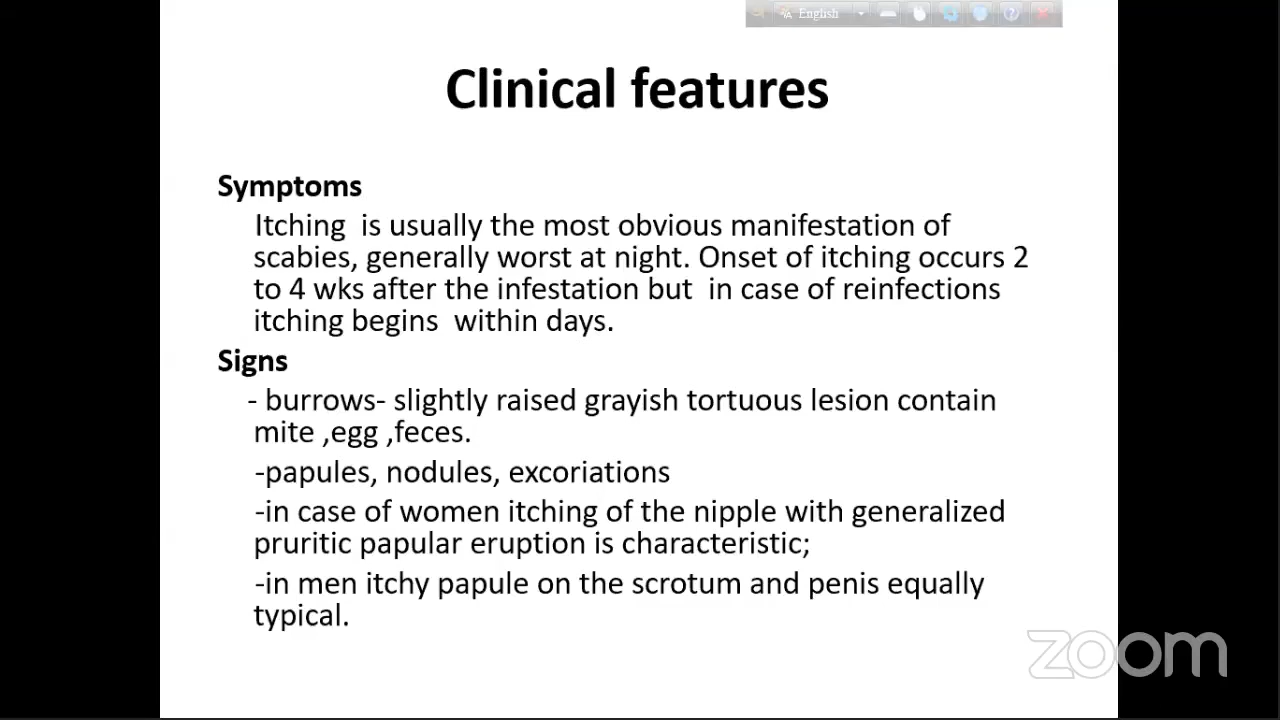 English
Clinical features
Symptoms
Itching is usually the most obvious manifestation of
scabies, generally worst at night. Onset of itching occurs 2
to 4 wks after the infestation but in case of reinfections
itching begins within days.
Signs
- burrows- slightly raised grayish tortuous lesion contain
mite ,egg ,feces.
-papules, nodules, excoriations
-in case of women itching of the nipple with generalized
pruritic papular eruption is characteristic;
-in men itchy papule on the scrotum and penis equally
typical.
zoom